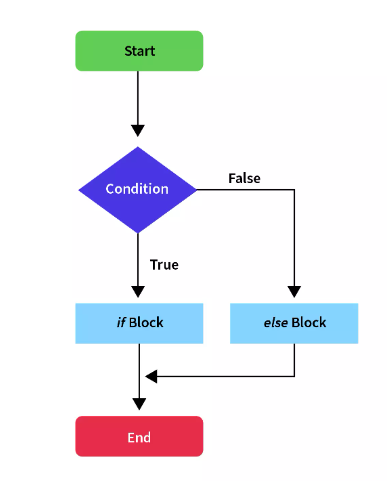 Start
Condition
False
True
if Block
else Block
End